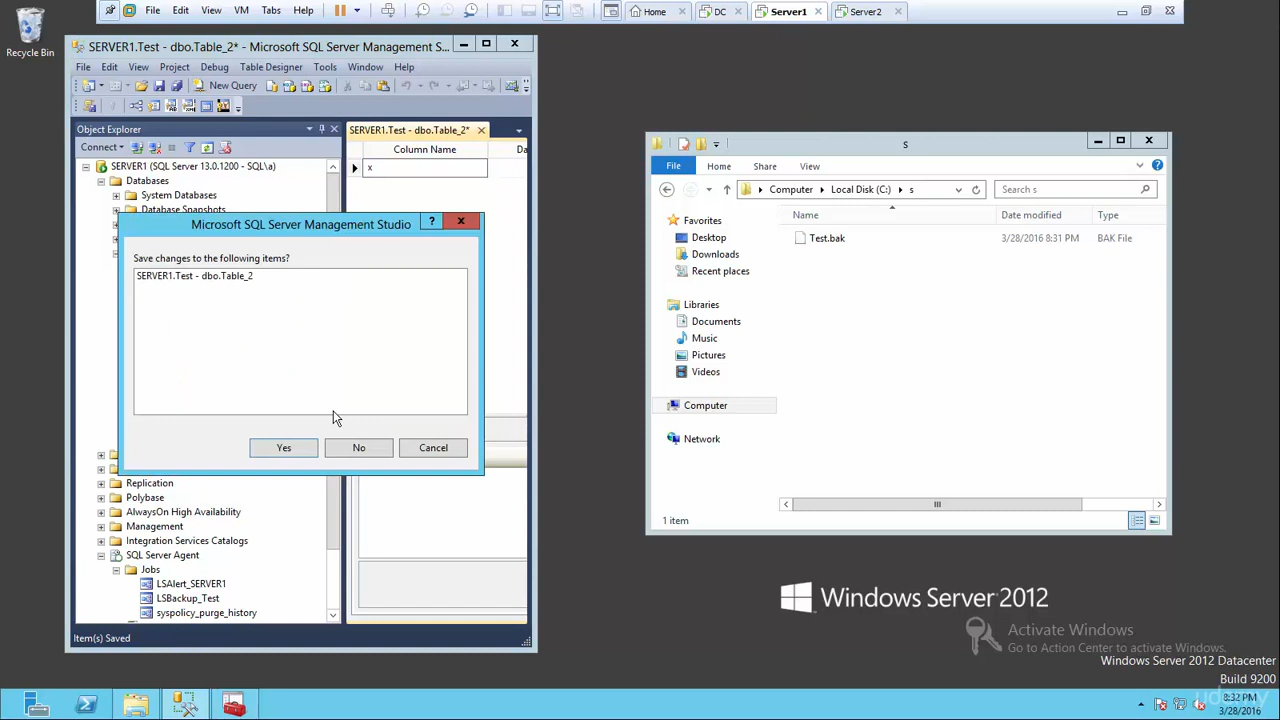 File Edit View VM Tabs Help
Home DC Server1 Server2
Recycle Bin
SERVER1.Test - dbo.Table_2* - Microsoft SQL Server Management S...
File Edit View Project Debug Table Designer Tools Window Help
New Query
Object Explorer
SERVER1.Test - dbo.Table_2*
Connect
Column Name Da
SERVER1 (SQL Server 13.0.1200 - SQL\a)
x
Databases
System Databases
Database Snapshots
Microsoft SQL Server Management Studio
Save changes to the following items?
SERVER1.Test - dbo.Table_2
Yes No Cancel
Replication
Polybase
AlwaysOn High Availability
Management
Integration Services Catalogs
SQL Server Agent
Jobs
LSAlert_SERVER1
LSBackup_Test
syspolicy_purge_history
Item(s) Saved
s
File Home Share View
Computer Local Disk (C:) s
Search s
Favorites
Desktop
Downloads
Recent places
Libraries
Documents
Music
Pictures
Videos
Computer
Network
Name Date modified Type
Test.bak 3/28/2016 8:31 PM BAK File
1 item
Windows Server 2012
Activate Windows
Go to Action Center to activate Windows.
Windows Server 2012 Datacenter
Build 9200
8:32 PM
3/28/2016